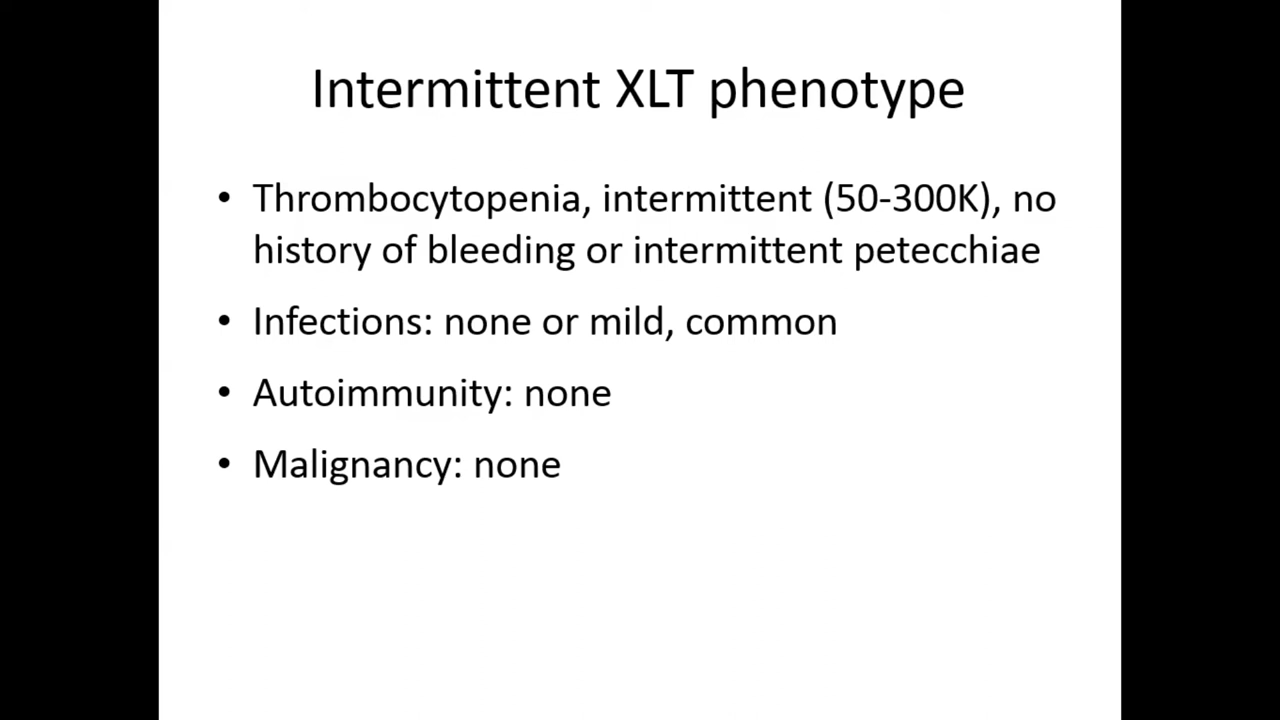 Intermittent XLT phenotype
• Thrombocytopenia, intermittent (50-300K), no
history of bleeding or intermittent petecchiae
• Infections: none or mild, common
• Autoimmunity: none
• Malignancy: none